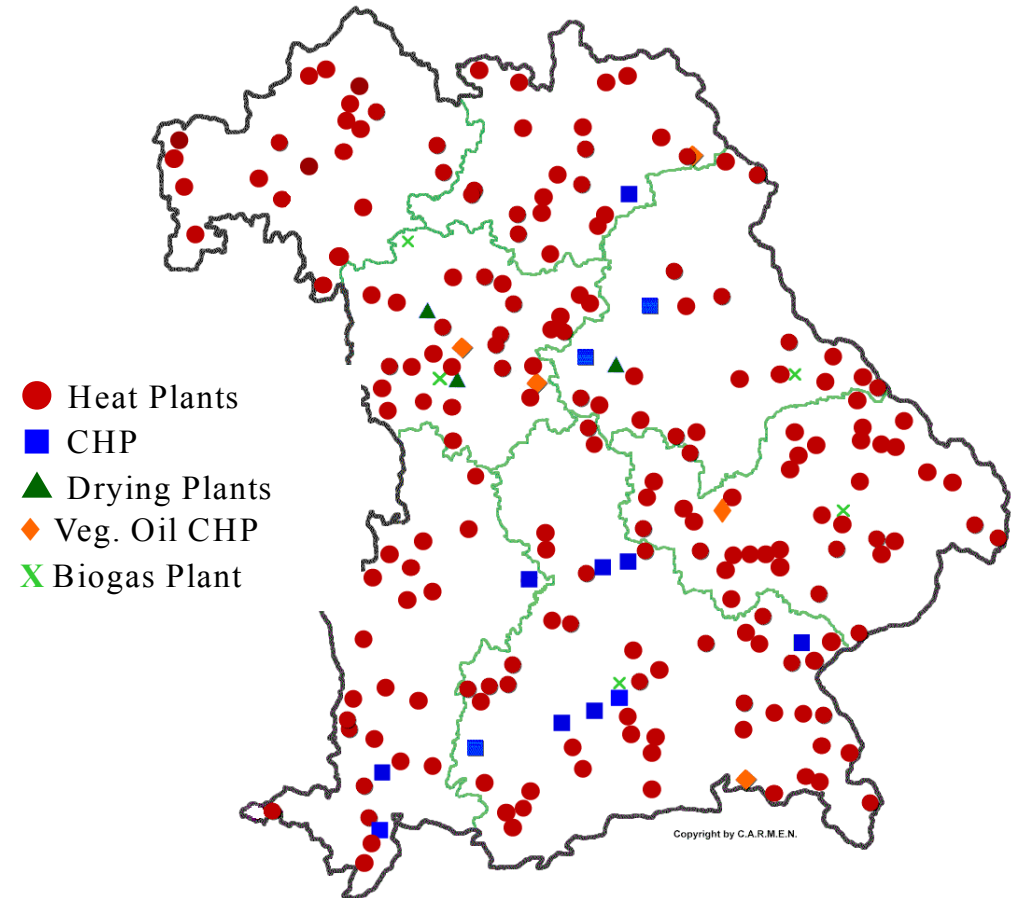 Heat Plants
CHP
Drying Plants
Veg. Oil CHP
X Biogas Plant
Copyright by C.A.R.M.E.N.